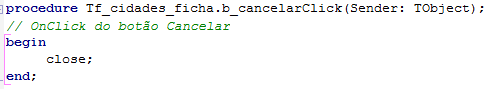 procedure Tf_cidades_ficha.b_cancelarClick(Sender: TObject);
// OnClick do botão Cancelar
begin
     close;
end;